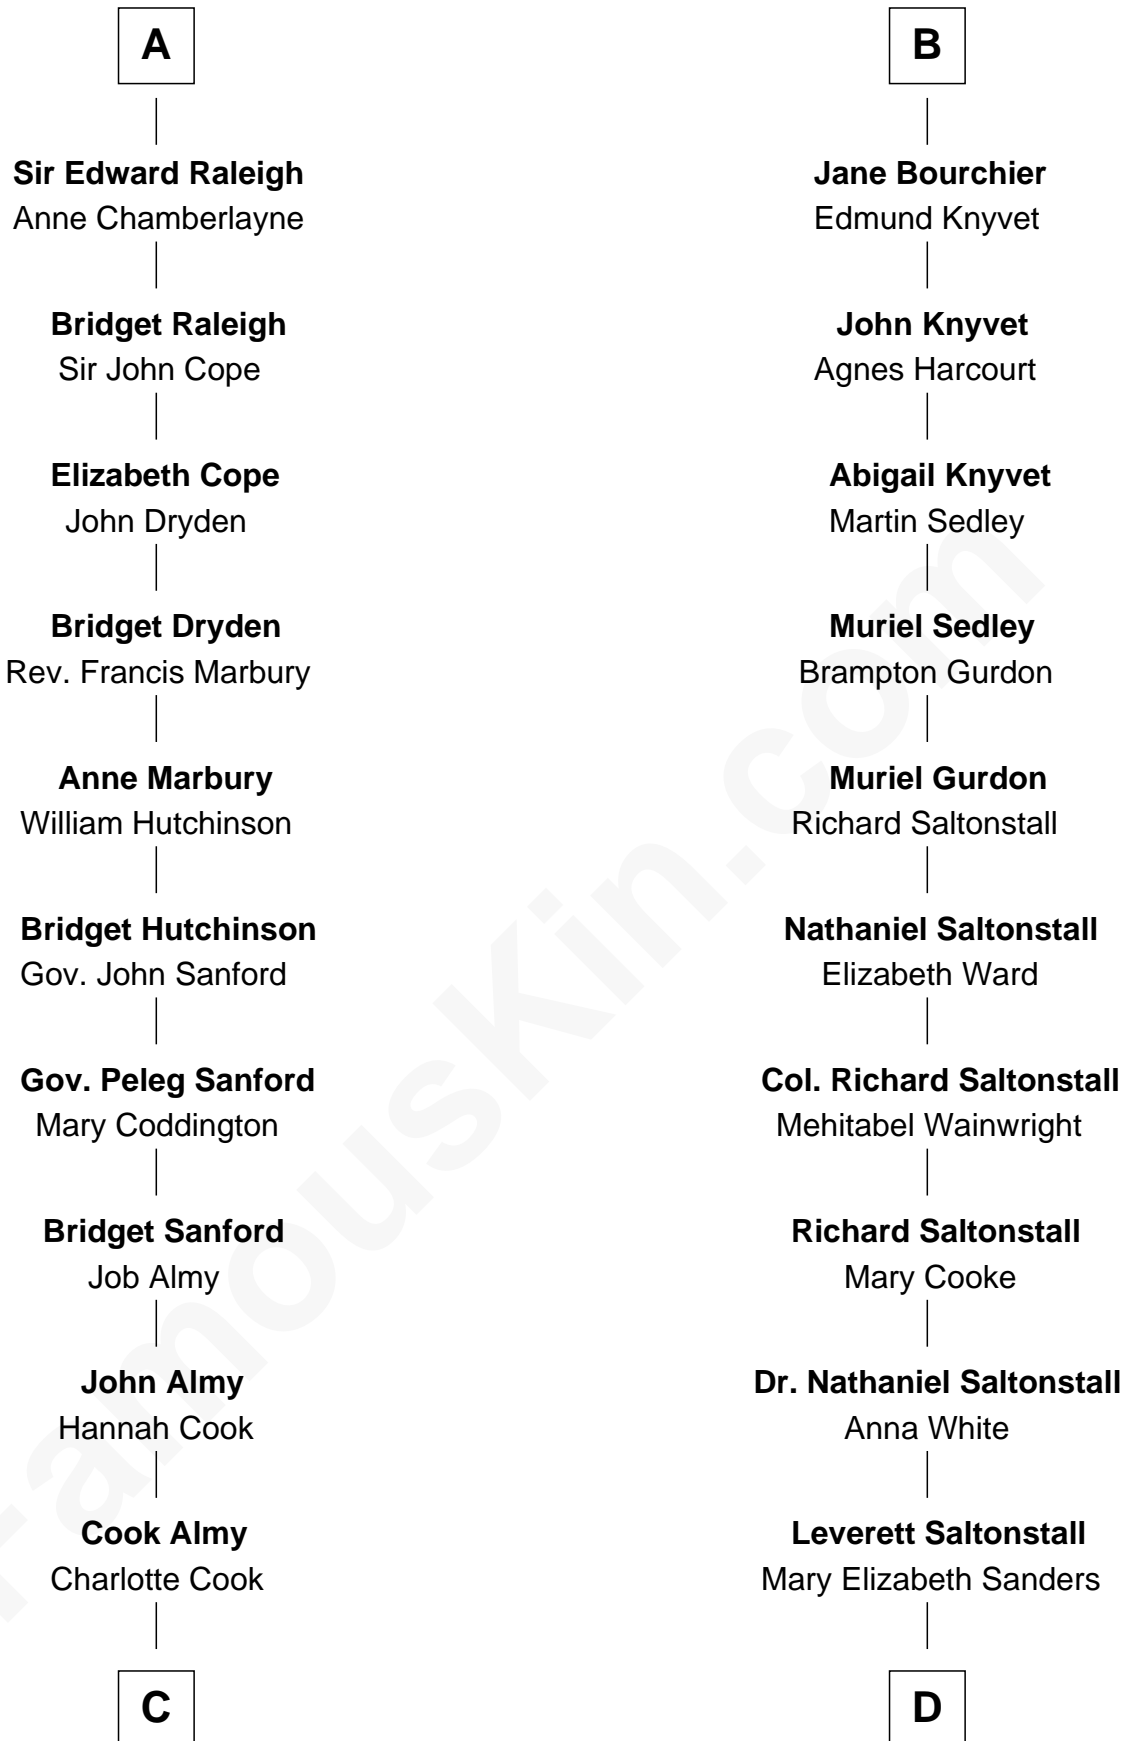 A
Sir Edward Raleigh
Anne Chamberlayne
Bridget Raleigh
Sir John Cope
Elizabeth Cope
John Dryden
Bridget Dryden
Rev. Francis Marbury
Anne Marbury
William Hutchinson
Bridget Hutchinson
Gov. John Sanford
Gov. Peleg Sanford
Mary Coddington
Bridget Sanford
Job Almy
John Almy
Hannah Cook
Cook Almy
Charlotte Cook
C
B
Jane Bourchier
Edmund Knyvet
John Knyvet
Agnes Harcourt
Abigail Knyvet
Martin Sedley
Muriel Sedley
Brampton Gurdon
Muriel Gurdon
Richard Saltonstall
Nathaniel Saltonstall
Elizabeth Ward
Col. Richard Saltonstall
Mehitabel Wainwright
Richard Saltonstall
Mary Cooke
Dr. Nathaniel Saltonstall
Anna White
Leverett Saltonstall
Mary Elizabeth Sanders
D
FamousKin.com